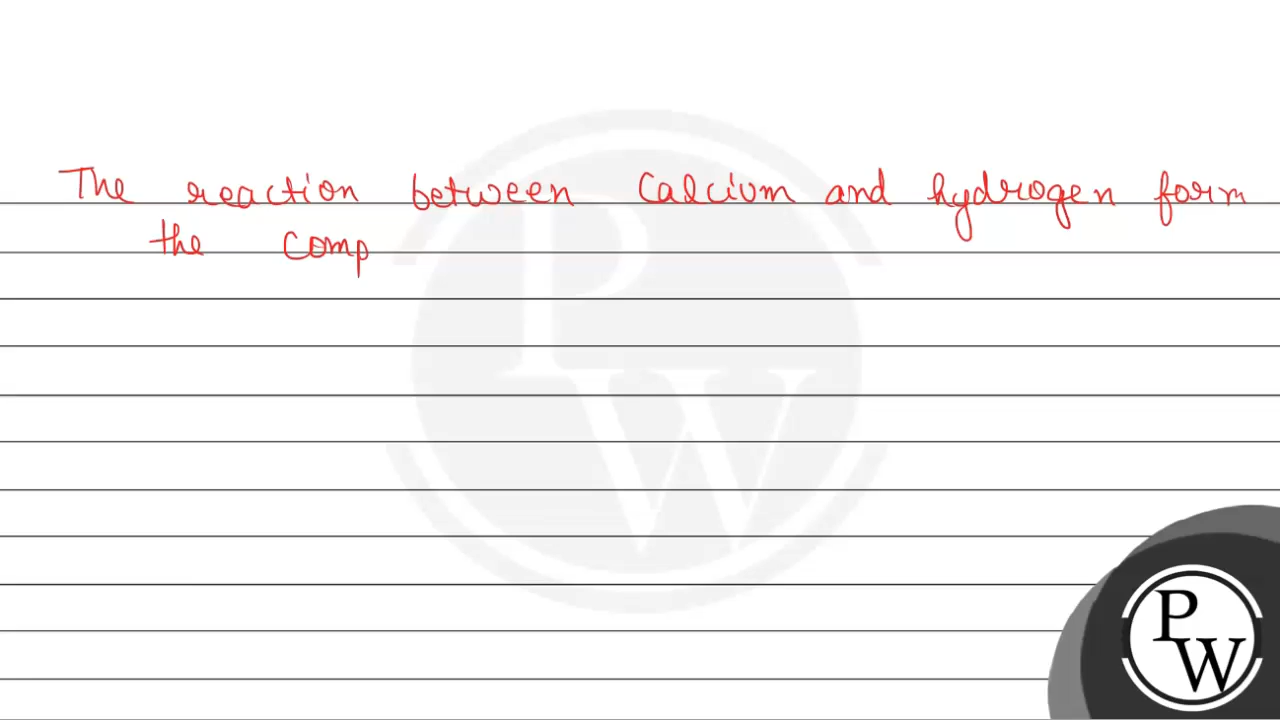 The reaction between Calcium and hydrogen form
the comp
P
W
P
W